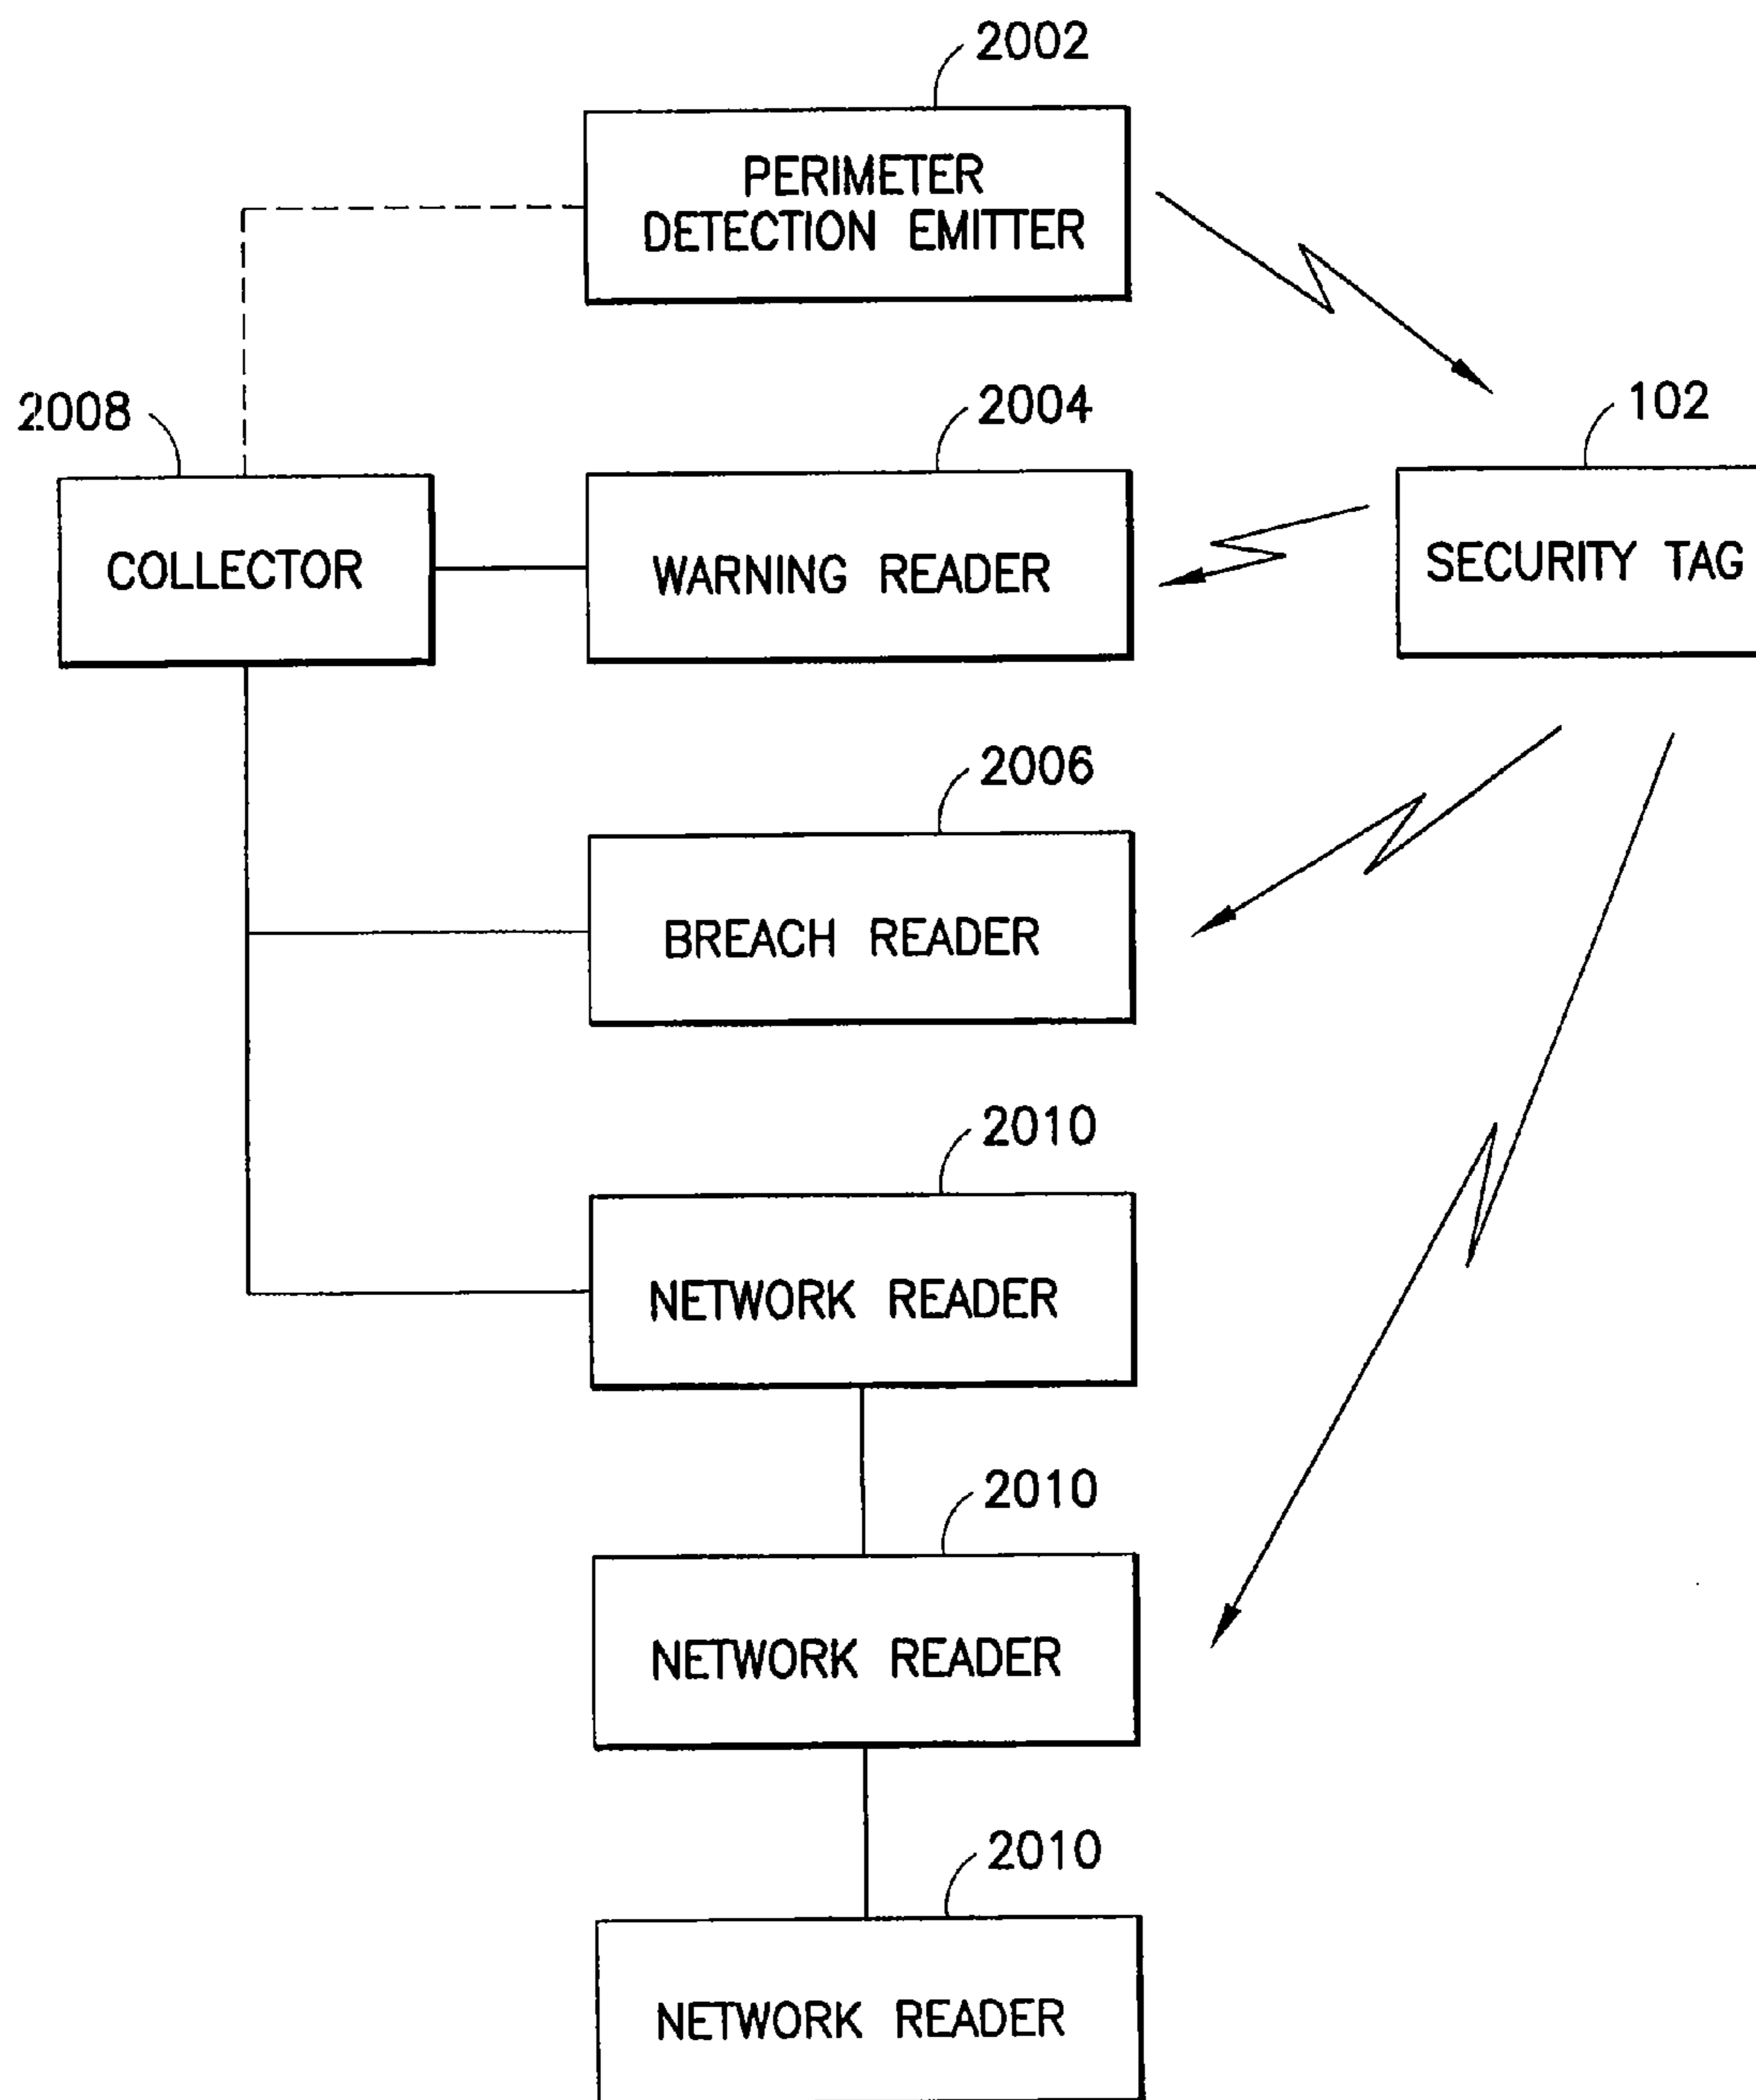 2002
PERIMETER
DETECTION EMITTER
2008
2004
102
COLLECTOR
WARNING READER
SECURITY TAG
2006
BREACH READER
2010
NETWORK READER
2010
NETWORK READER
2010
NETWORK READER